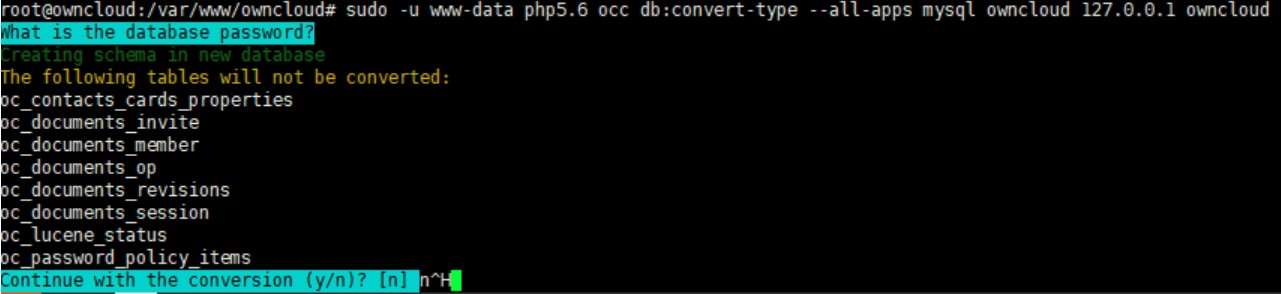 root@owncloud:/var/www/owncloud# sudo -u www-data php5.6 occ db:convert-type --all-apps mysql owncloud 127.0.0.1 owncloud
What is the database password?
Creating schema in new database
The following tables will not be converted:
oc_contacts_cards_properties
oc_documents_invite
oc_documents_member
oc_documents_op
oc_documents_revisions
oc_documents_session
oc_lucene_status
oc_password_policy_items
Continue with the conversion (y/n)? [n] n^H